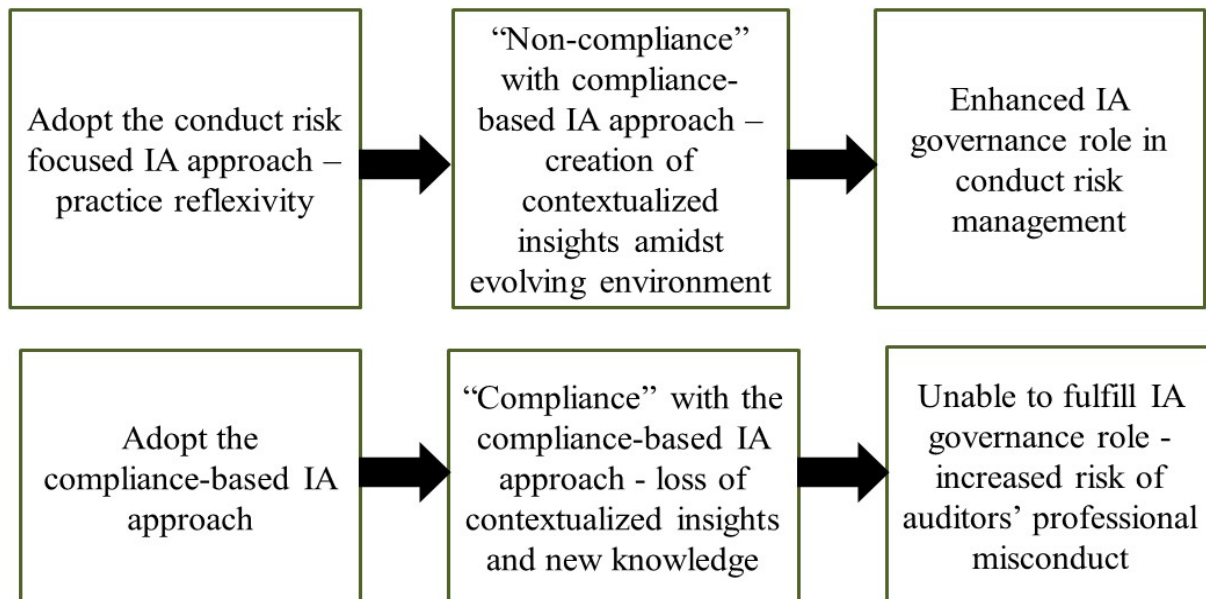 Adopt the conduct risk
focused IA approach –
practice reflexivity
“Non-compliance”
with compliance-
based IA approach –
creation of
contextualized
insights amidst
evolving environment
Enhanced IA
governance role in
conduct risk
management
Adopt the
compliance-based IA
approach
“Compliance” with the
compliance-based IA
approach - loss of
contextualized insights
and new knowledge
Unable to fulfill IA
governance role -
increased risk of
auditors’ professional
misconduct